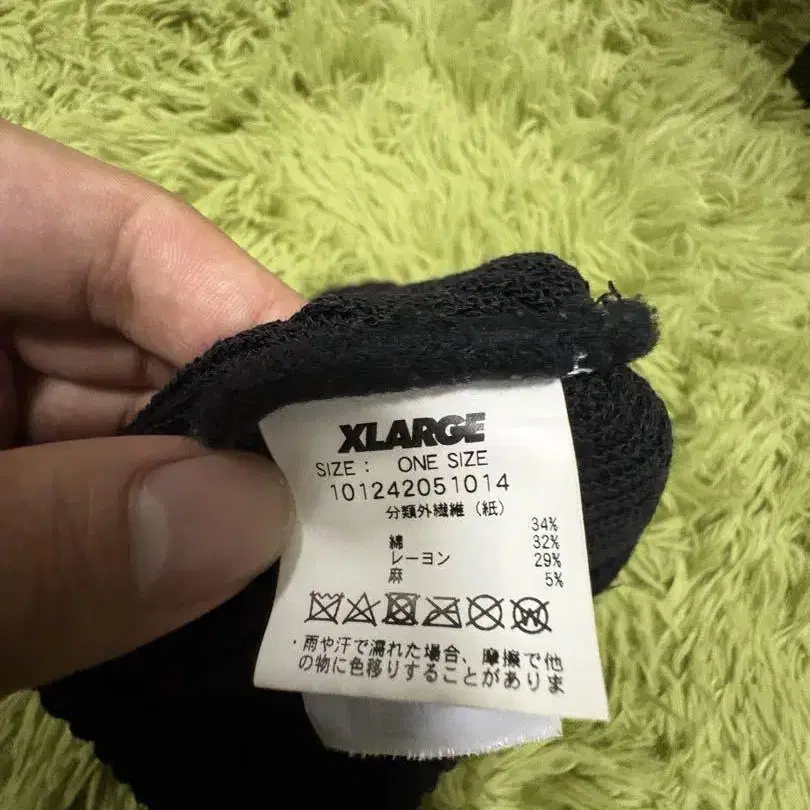 XLARGE
SIZE： ONE SIZE
101242051014
分類外繊維（紙）
34%
綿 32%
レーヨン 29%
麻 5%
・雨や汗で濡れた場合、摩擦で他
の物に色移りすることがありま